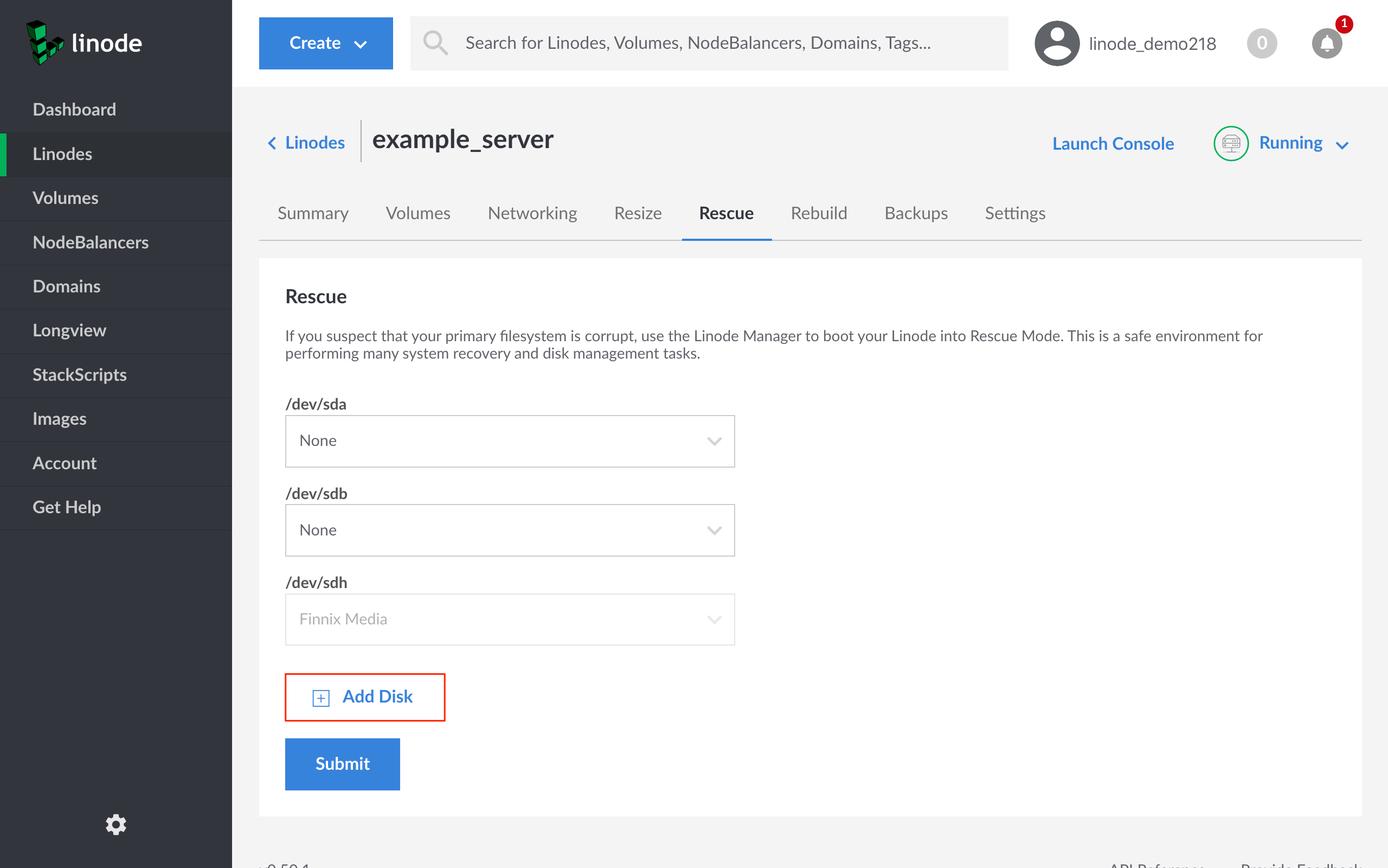 linode
Create
Search for Linodes, Volumes, NodeBalancers, Domains, Tags...
linode_demo218
0
1
Dashboard
Linodes
Volumes
NodeBalancers
Domains
Longview
StackScripts
Images
Account
Get Help
Linodes
example_server
Launch Console
Running
Summary
Volumes
Networking
Resize
Rescue
Rebuild
Backups
Settings
Rescue
If you suspect that your primary filesystem is corrupt, use the Linode Manager to boot your Linode into Rescue Mode. This is a safe environment for
performing many system recovery and disk management tasks.
/dev/sda
None
/dev/sdb
None
/dev/sdh
Finnix Media
Add Disk
Submit
API Reference
Provide Feedback